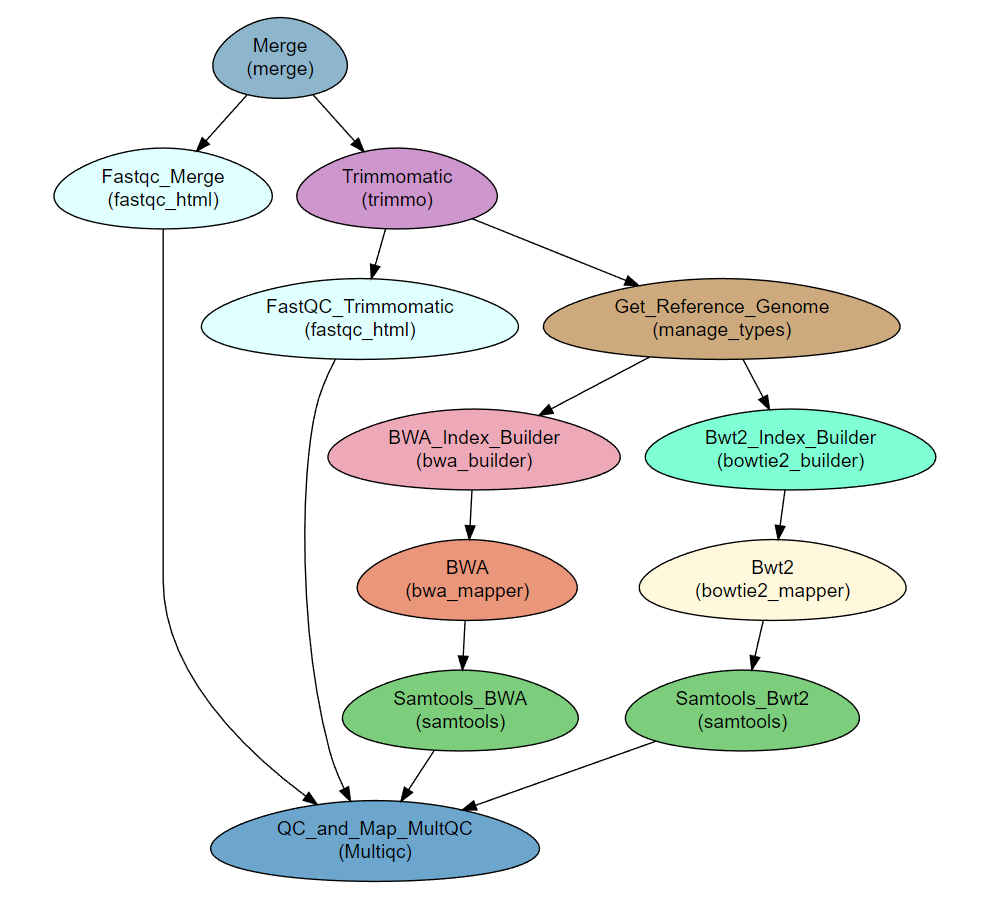 Merge
(merge)
Fastqc_Merge
(fastqc_html)
Trimmomatic
(trimmo)
FastQC_Trimmomatic
(fastqc_html)
Get_Reference_Genome
(manage_types)
BWA_Index_Builder
(bwa_builder)
Bwt2_Index_Builder
(bowtie2_builder)
BWA
(bwa_mapper)
Bwt2
(bowtie2_mapper)
Samtools_BWA
(samtools)
Samtools_Bwt2
(samtools)
QC_and_Map_MultQC
(Multiqc)